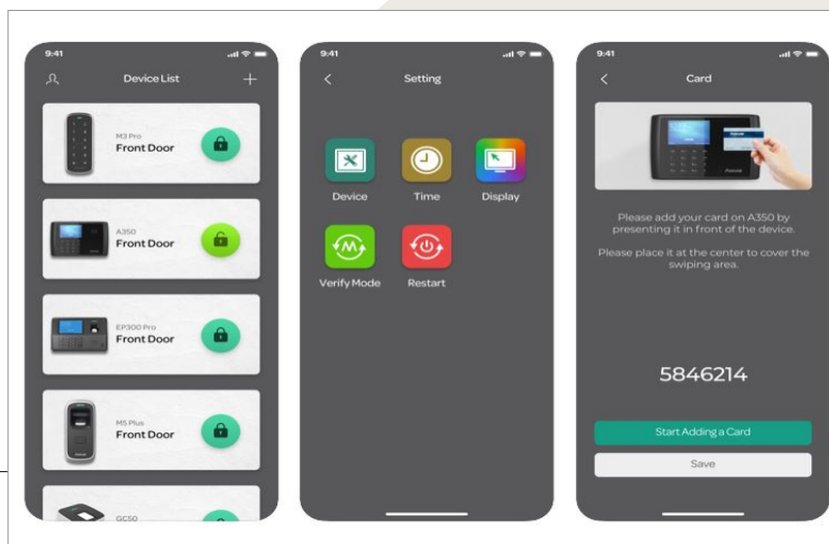 9:41
Device List
M3 Pro
Front Door
A350
Front Door
EP300 Pro
Front Door
M5 Plus
Front Door
GC50
9:41
Setting
Device
Time
Display
Verify Mode
Restart
9:41
Card
Please add your card on A350 by
presenting it in front of the device.
Please place it at the center to cover the
swiping area.
5846214
Start Adding a Card
Save